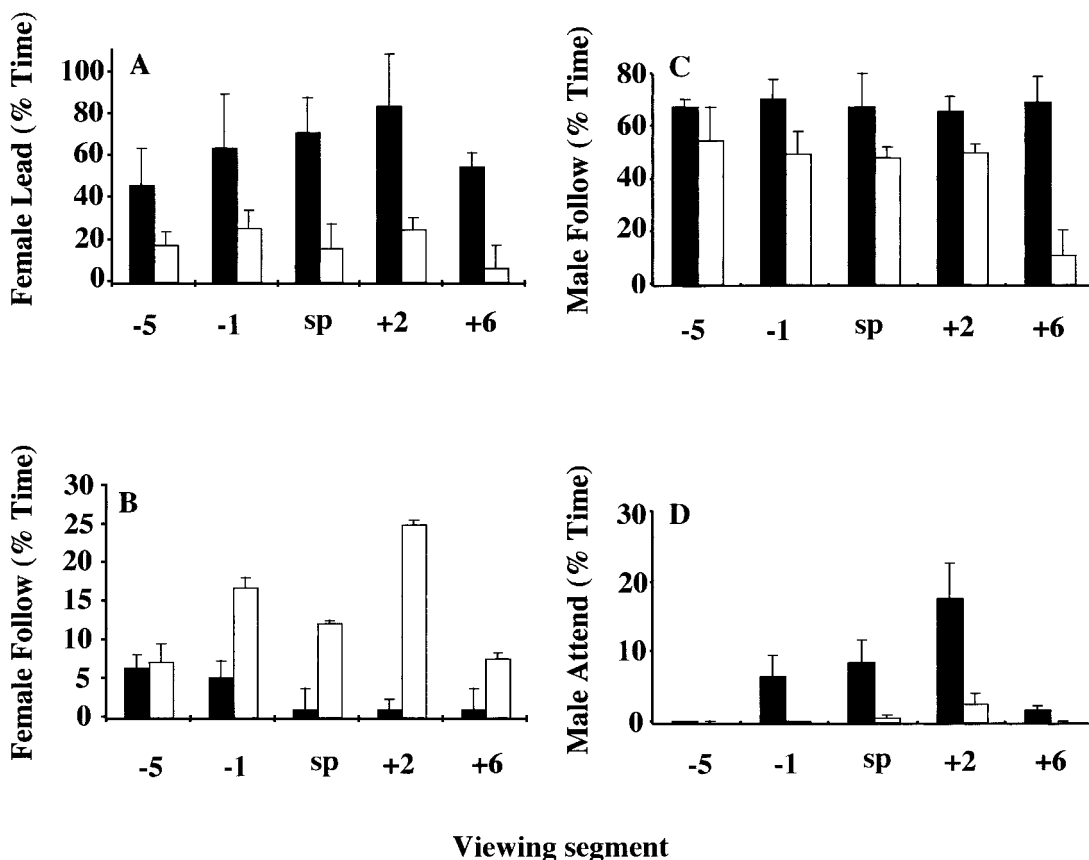 A
Female Lead (% Time)
100
80
60
40
20
0
-5 -1 sp +2 +6
C
Male Follow (% Time)
80
60
40
20
0
-5 -1 sp +2 +6
B
Female Follow (% Time)
30
25
20
15
10
5
0
-5 -1 sp +2 +6
D
Male Attend (% Time)
30
20
10
0
-5 -1 sp +2 +6
Viewing segment